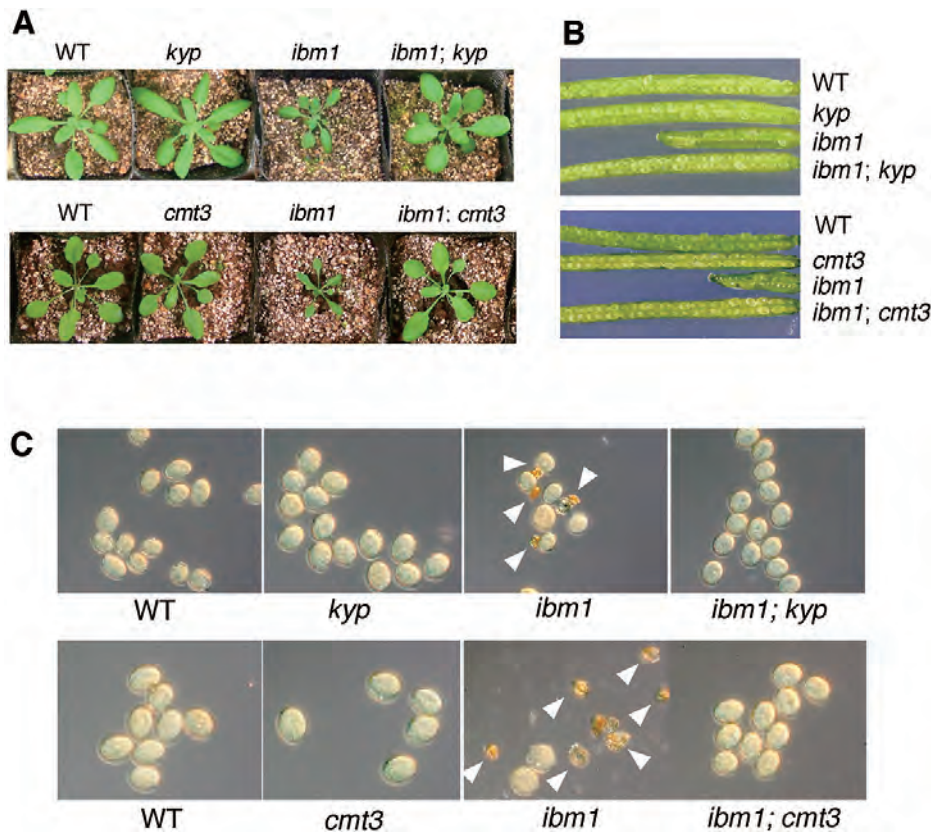 A
WT kyp ibm1 ibm1; kyp
WT cmt3 ibm1 ibm1; cmt3
B
WT
kyp
ibm1
ibm1; kyp
WT
cmt3
ibm1
ibm1; cmt3
C
WT kyp ibm1 ibm1; kyp
WT cmt3 ibm1 ibm1; cmt3